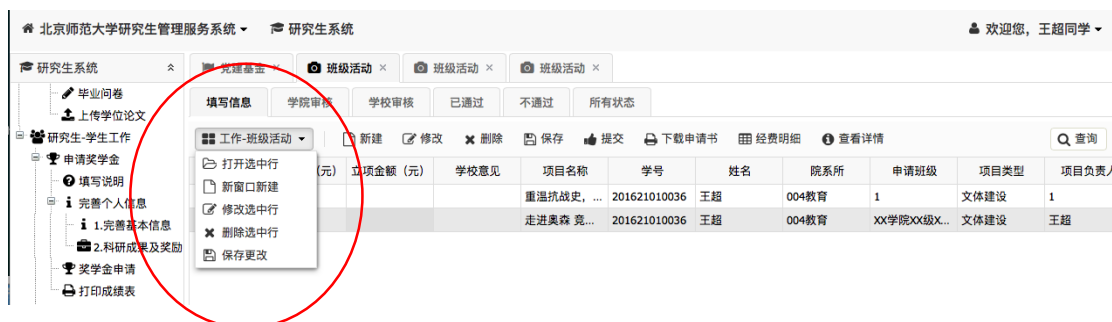 北京师范大学研究生管理服务系统 研究生系统 欢迎您，王超同学
研究生系统 党建基金 × 班级活动 × 班级活动 × 班级活动 ×
毕业问卷
上传学位论文
研究生-学生工作
申请奖学金
填写说明
完善个人信息
1.完善基本信息
2.科研成果及奖励
奖学金申请
打印成绩表
填写信息 学院审核 学校审核 已通过 不通过 所有状态
工作-班级活动 新建 修改 删除 保存 提交 下载申请书 经费明细 查看详情 查询
打开选中行
新窗口新建
修改选中行
删除选中行
保存更改
(元) 立项金额（元） 学校意见 项目名称 学号 姓名 院系所 申请班级 项目类型 项目负责人
重温抗战史，... 201621010036 王超 004教育 1 文体建设 1
走进奥森 竞... 201621010036 王超 004教育 XX学院XX级X... 文体建设 王超